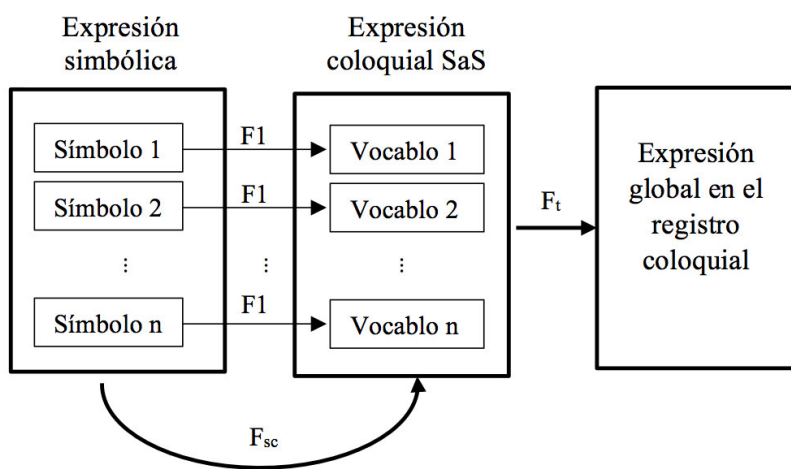 Expresión
simbólica
Expresión
coloquial SaS
Símbolo 1
F1
Vocablo 1
Símbolo 2
F1
Vocablo 2
⋮
⋮
⋮
Símbolo n
F1
Vocablo n
Ft
Expresión
global en el
registro
coloquial
Fsc